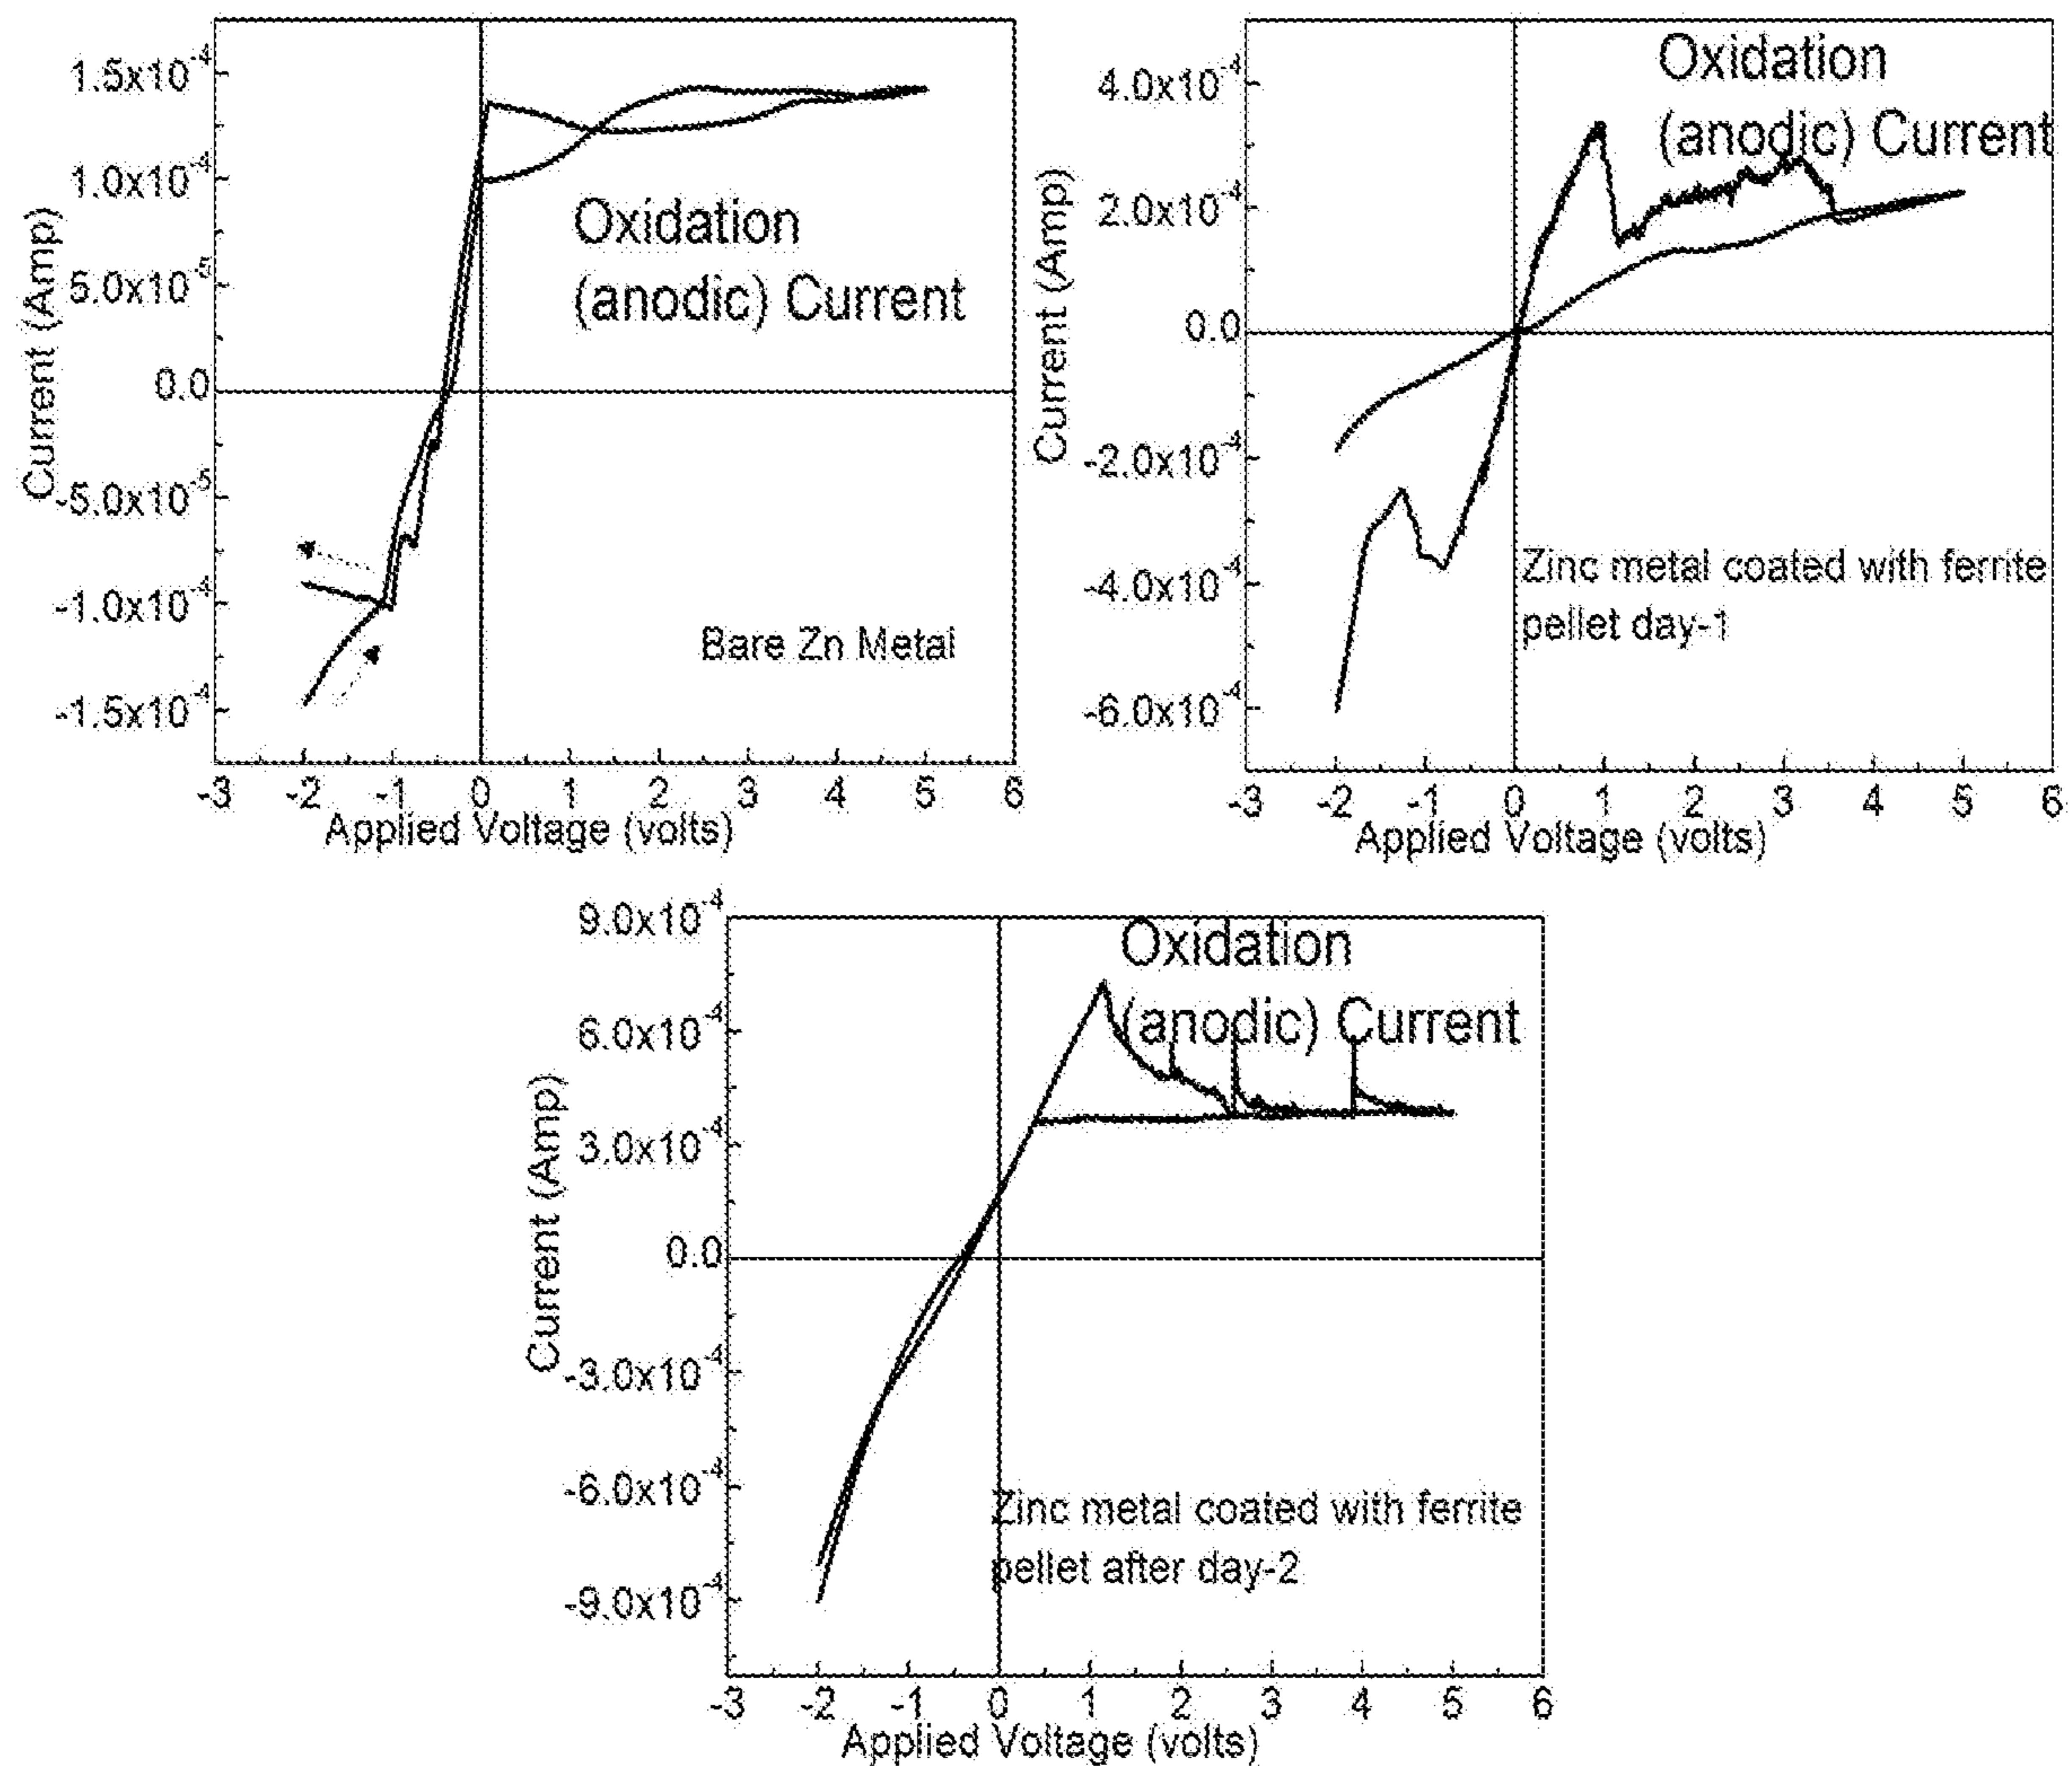 1.5x10⁻⁴
1.0x10⁻⁴
5.0x10⁻⁵
0.0
-5.0x10⁻⁵
-1.0x10⁻⁴
-1.5x10⁻⁴
Current (Amp)
Oxidation
(anodic) Current
Bare Zn Metal
-3 -2 -1 0 1 2 3 4 5 6
Applied Voltage (volts)
4.0x10⁻⁴
2.0x10⁻⁴
0.0
-2.0x10⁻⁴
-4.0x10⁻⁴
-6.0x10⁻⁴
Current (Amp)
Oxidation
(anodic) Current
Zinc metal coated with ferrite
pellet day-1
-3 -2 -1 0 1 2 3 4 5 6
Applied Voltage (volts)
9.0x10⁻⁴
6.0x10⁻⁴
3.0x10⁻⁴
0.0
-3.0x10⁻⁴
-6.0x10⁻⁴
-9.0x10⁻⁴
Current (Amp)
Oxidation
(anodic) Current
Zinc metal coated with ferrite
pellet after day-2
-3 -2 -1 0 1 2 3 4 5 6
Applied Voltage (volts)